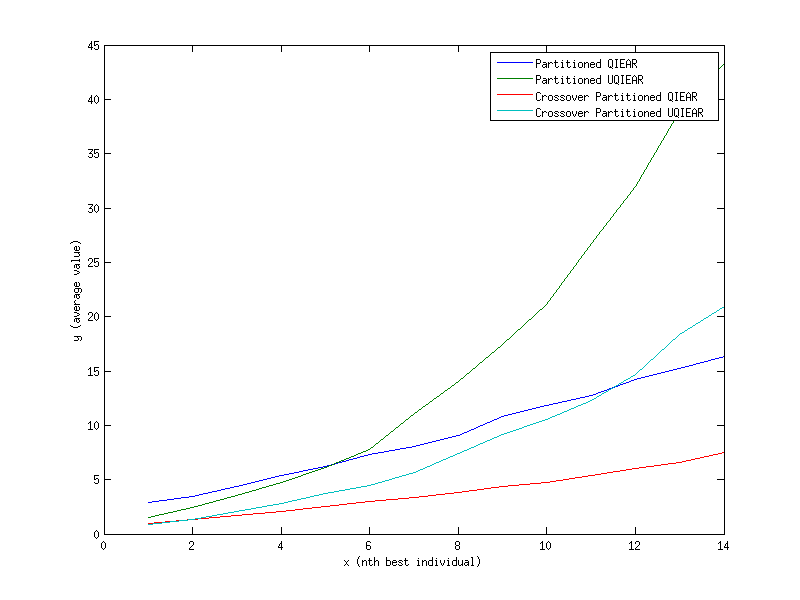 45
40
35
30
25
20
15
10
5
0
y (average value)
Partitioned QIEAR
Partitioned UQIEAR
Crossover Partitioned QIEAR
Crossover Partitioned UQIEAR
0 2 4 6 8 10 12 14
x (nth best individual)